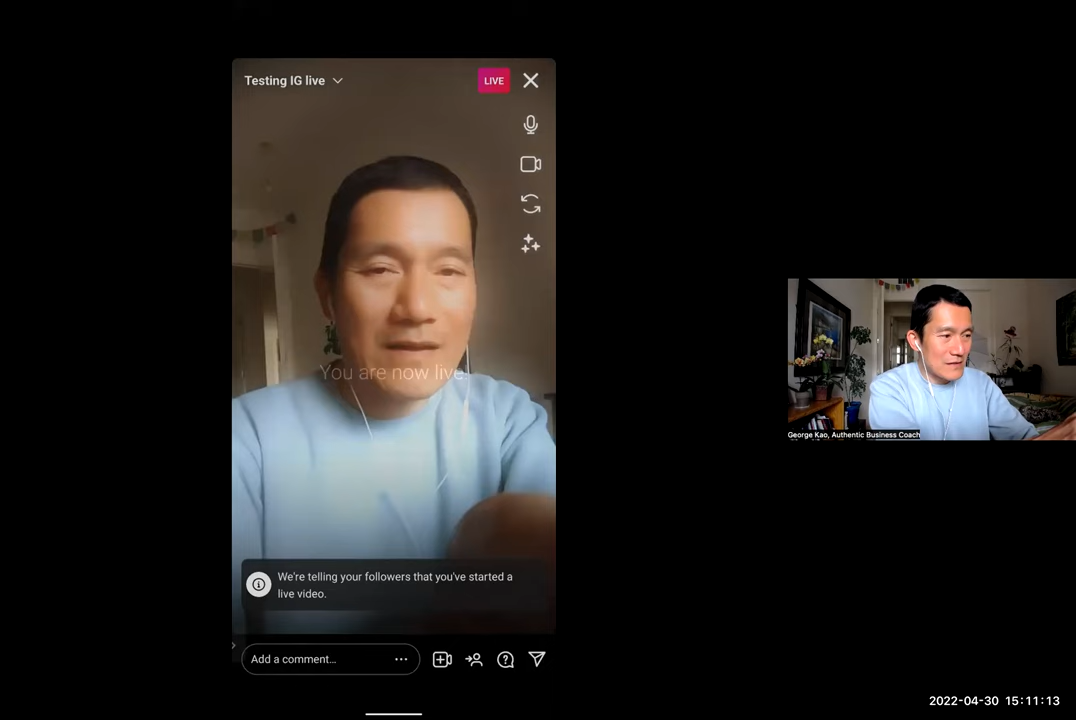 Testing IG live
LIVE
You are now live
We're telling your followers that you've started a
live video.
Add a comment...
George Kao, Authentic Business Coach
2022-04-30 15:11:13